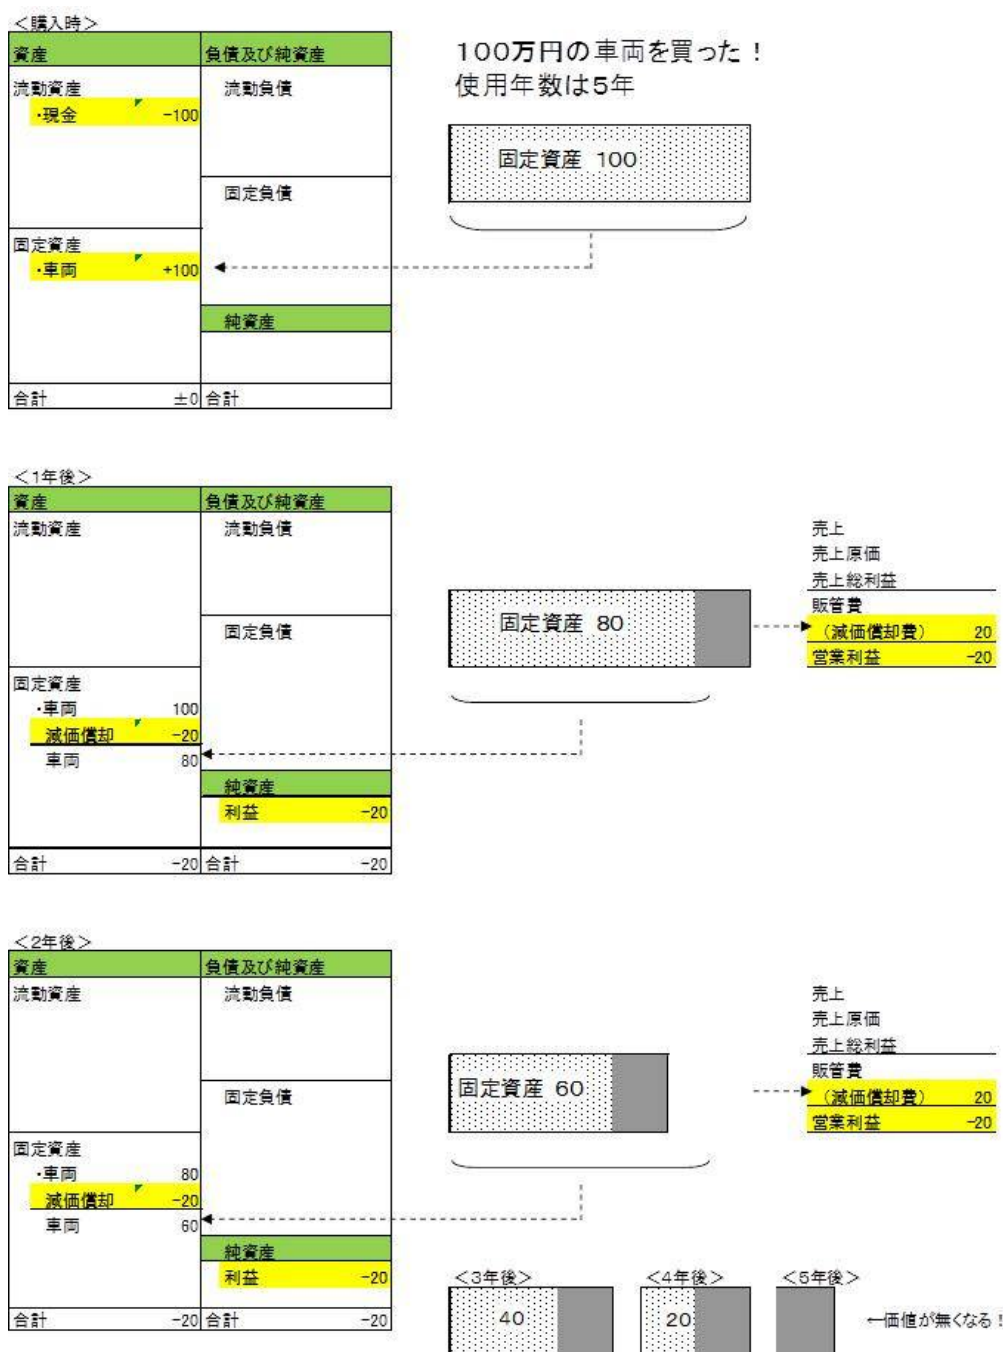 ＜購入時＞
資産 負債及び純資産
流動資産 流動負債
・現金 -100
固定負債
固定資産
・車両 +100
純資産
合計 ±0 合計
100万円の車両を買った！
使用年数は5年
固定資産 100
＜1年後＞
資産 負債及び純資産
流動資産 流動負債
固定負債
固定資産
・車両 100
減価償却 -20
車両 80
純資産
利益 -20
合計 -20 合計 -20
固定資産 80
売上
売上原価
売上総利益
販管費
（減価償却費） 20
営業利益 -20
＜2年後＞
資産 負債及び純資産
流動資産 流動負債
固定負債
固定資産
・車両 80
減価償却 -20
車両 60
純資産
利益 -20
合計 -20 合計 -20
固定資産 60
売上
売上原価
売上総利益
販管費
（減価償却費） 20
営業利益 -20
＜3年後＞ ＜4年後＞ ＜5年後＞
40 20 ←価値が無くなる！